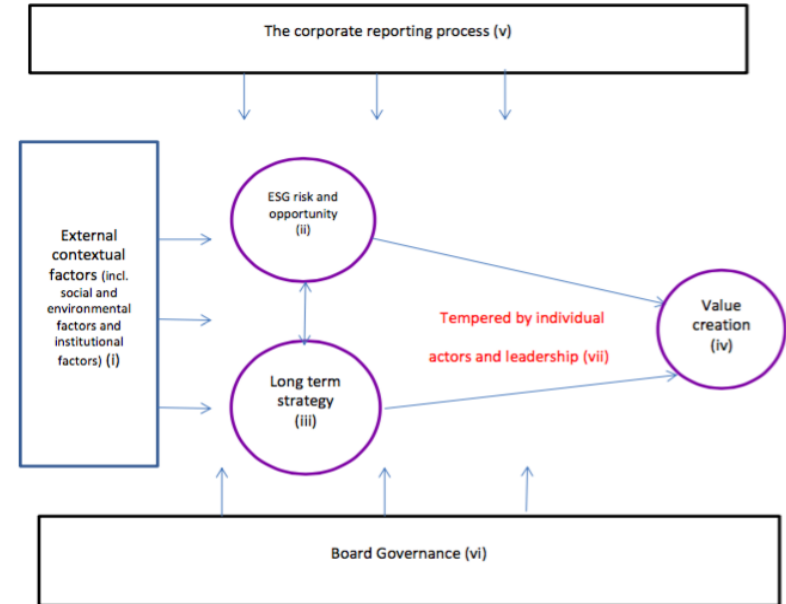 The corporate reporting process (v)
ESG risk and
opportunity
(ii)
External
contextual
factors (incl.
social and
environmental
factors and
institutional
factors) (i)
Tempered by individual
actors and leadership (vii)
Value
creation
(iv)
Long term
strategy
(iii)
Board Governance (vi)